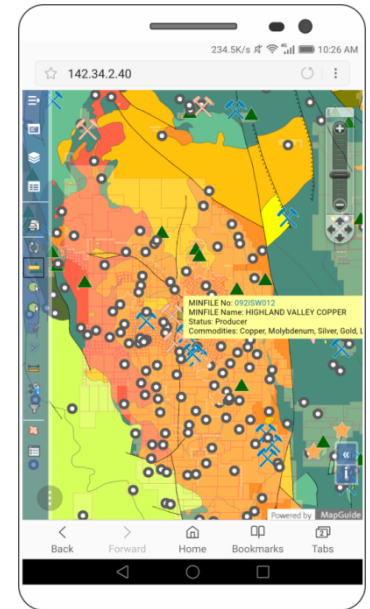 234.5K/s 4G 10:26 AM
142.34.2.40
MINFILE No: 092ISW012
MINFILE Name: HIGHLAND VALLEY COPPER
Status: Producer
Commodities: Copper, Molybdenum, Silver, Gold, L
Powered by MapGuide
Back Forward Home Bookmarks Tabs